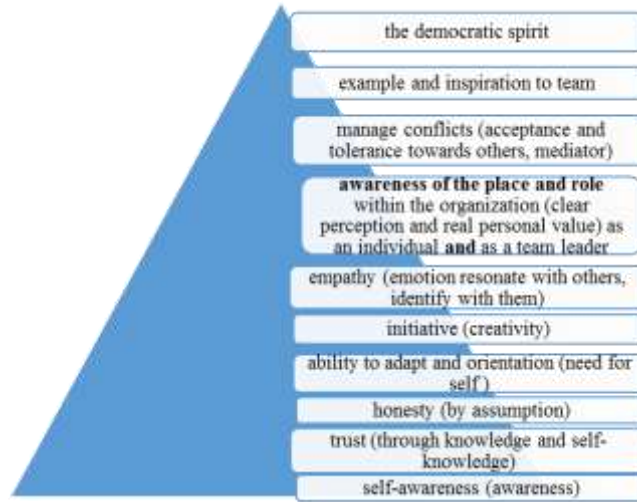 the democratic spirit
example and inspiration to team
manage conflicts (acceptance and
tolerance towards others, mediator)
awareness of the place and role
within the organization (clear
perception and real personal value) as
an individual and as a team leader
empathy (emotion resonate with others,
identify with them)
initiative (creativity)
ability to adapt and orientation (need for
self )
honesty (by assumption)
trust (through knowledge and self-
knowledge)
self-awareness (awareness)